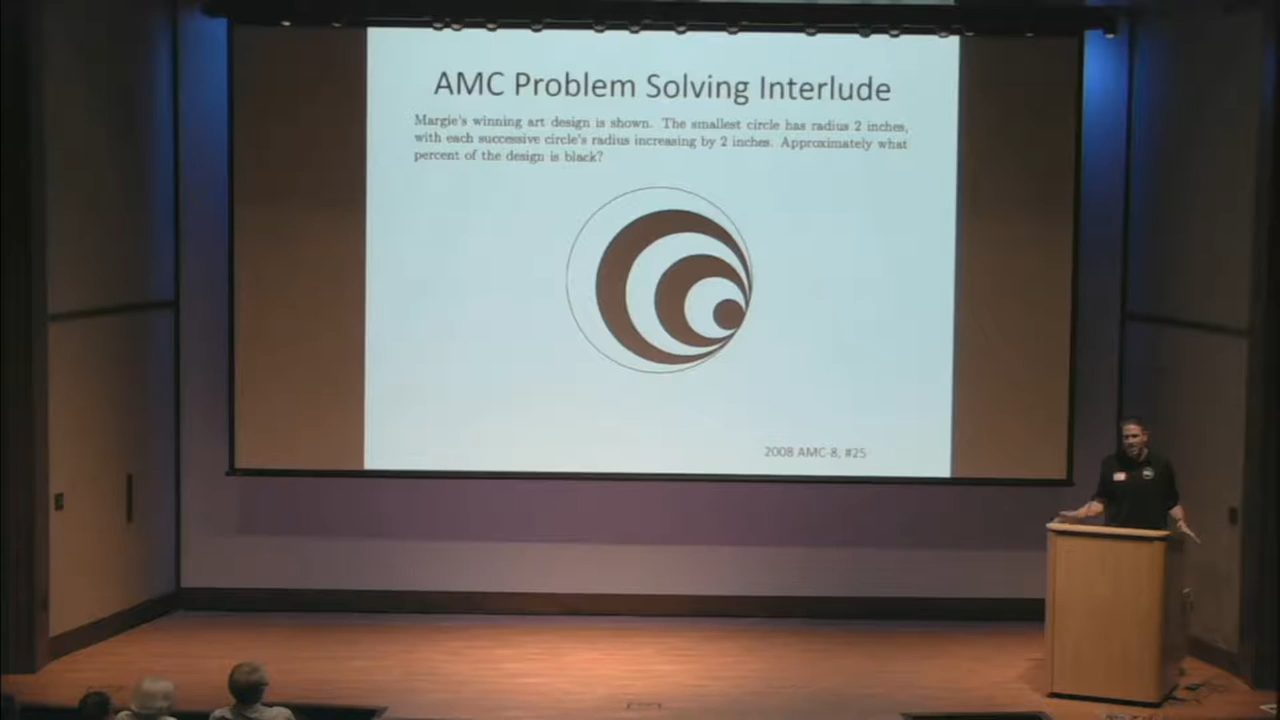 AMC Problem Solving Interlude
Margie's winning art design is shown. The smallest circle has radius 2 inches,
with each successive circle's radius increasing by 2 inches. Approximately what
percent of the design is black?
2008 AMC-8, #25